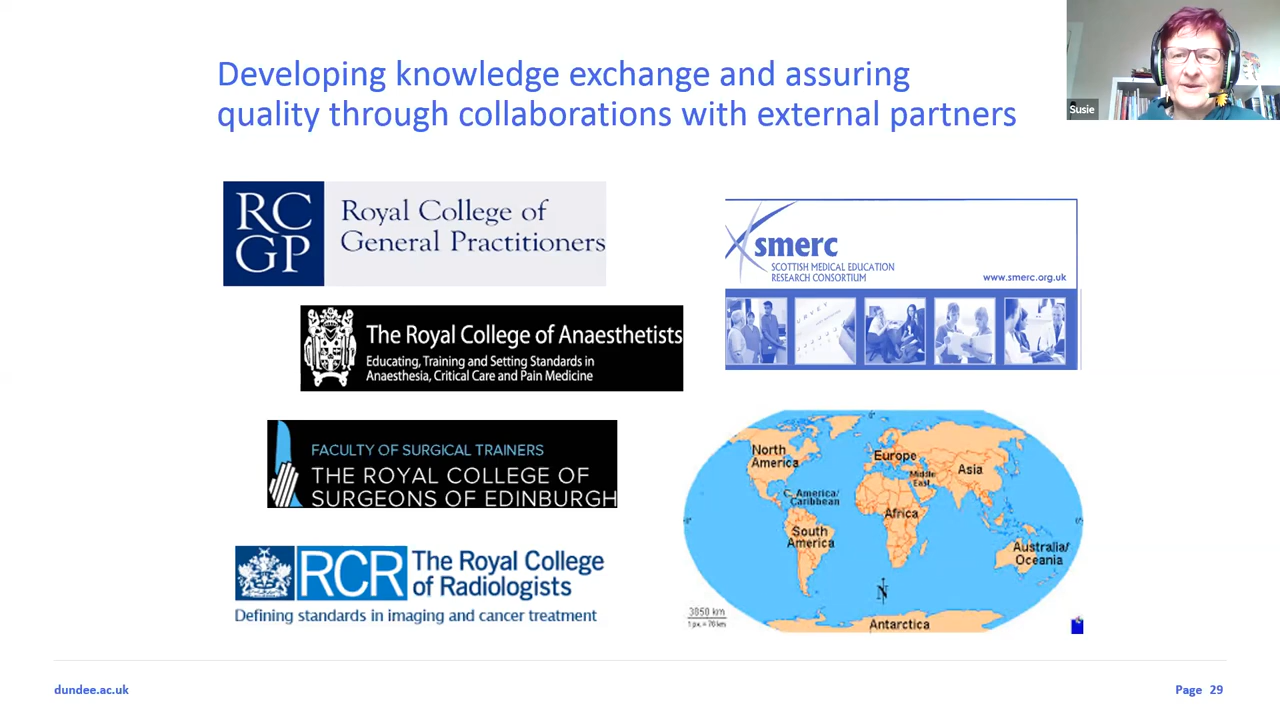 Developing knowledge exchange and assuring
quality through collaborations with external partners
Susie
RC
GP
Royal College of
General Practitioners
smerc
SCOTTISH MEDICAL EDUCATION
RESEARCH CONSORTIUM
www.smerc.org.uk
The Royal College of Anaesthetists
Educating, Training and Setting Standards in
Anaesthesia, Critical Care and Pain Medicine
FACULTY OF SURGICAL TRAINERS
THE ROYAL COLLEGE OF
SURGEONS OF EDINBURGH
RCR
The Royal College
of Radiologists
Defining standards in imaging and cancer treatment
North
America
Europe
Asia
Middle
East
C. America/
Caribbean
Africa
South
America
Australia/
Oceania
N
3850 km
Antarctica
dundee.ac.uk
Page 29